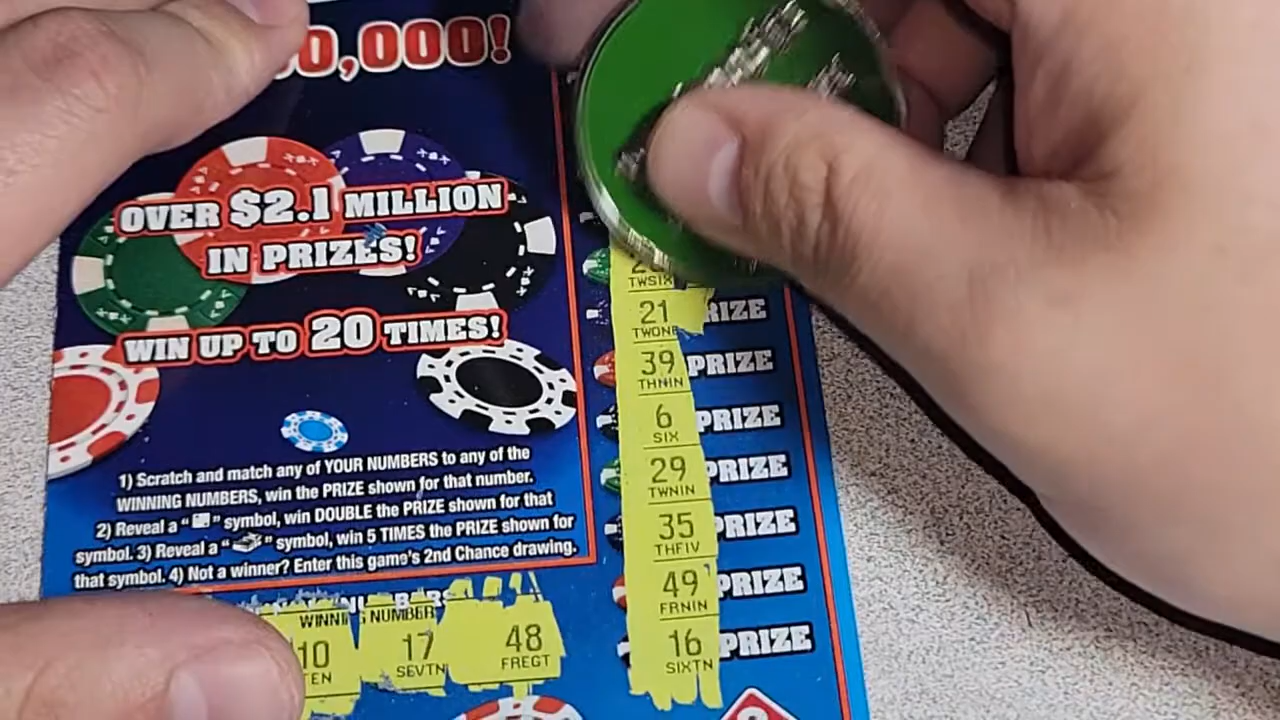 0,000!
OVER $2.1 MILLION
IN PRIZES!
WIN UP TO 20 TIMES!
1) Scratch and match any of YOUR NUMBERS to any of the
WINNING NUMBERS, win the PRIZE shown for that number.
2) Reveal a " " symbol, win DOUBLE the PRIZE shown for that
symbol. 3) Reveal a " " symbol, win 5 TIMES the PRIZE shown for
that symbol. 4) Not a winner? Enter this game's 2nd Chance drawing.
WINNING NUMBER
10
TEN
17
SEVTN
48
FREGT
TWSIX
21
TWONE
RIZE
39
THNIN
PRIZE
6
SIX
PRIZE
29
TWNIN
PRIZE
35
THFIV
PRIZE
49
FRNIN
PRIZE
16
SIXTN
PRIZE